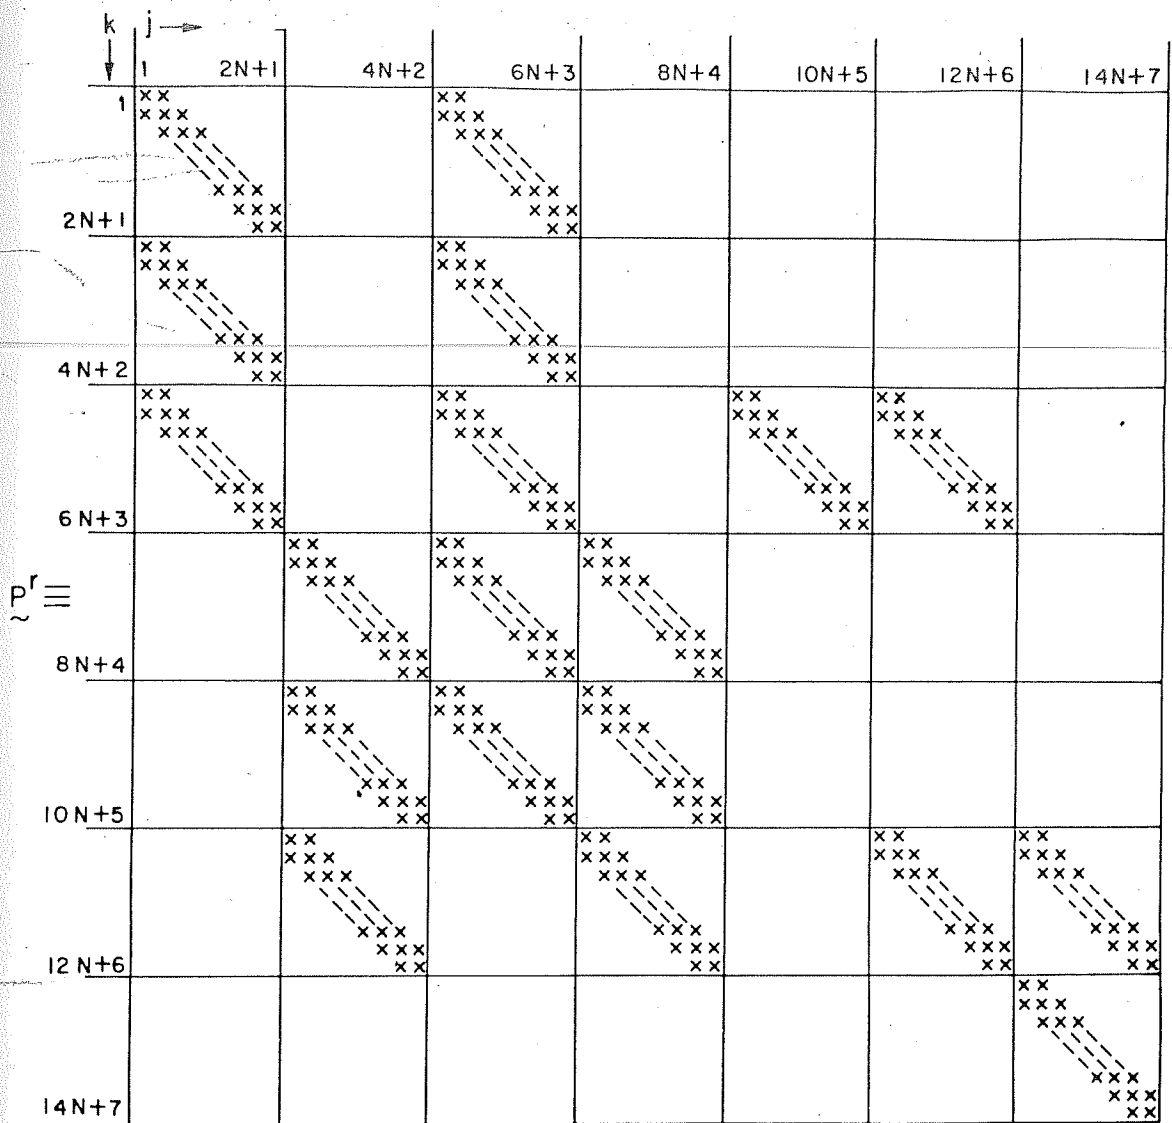 k j →
1 2N+1 4N+2 6N+3 8N+4 10N+5 12N+6 14N+7
1
2N+1
4N+2
6N+3
P^r ≡
~
8N+4
10N+5
12N+6
14N+7